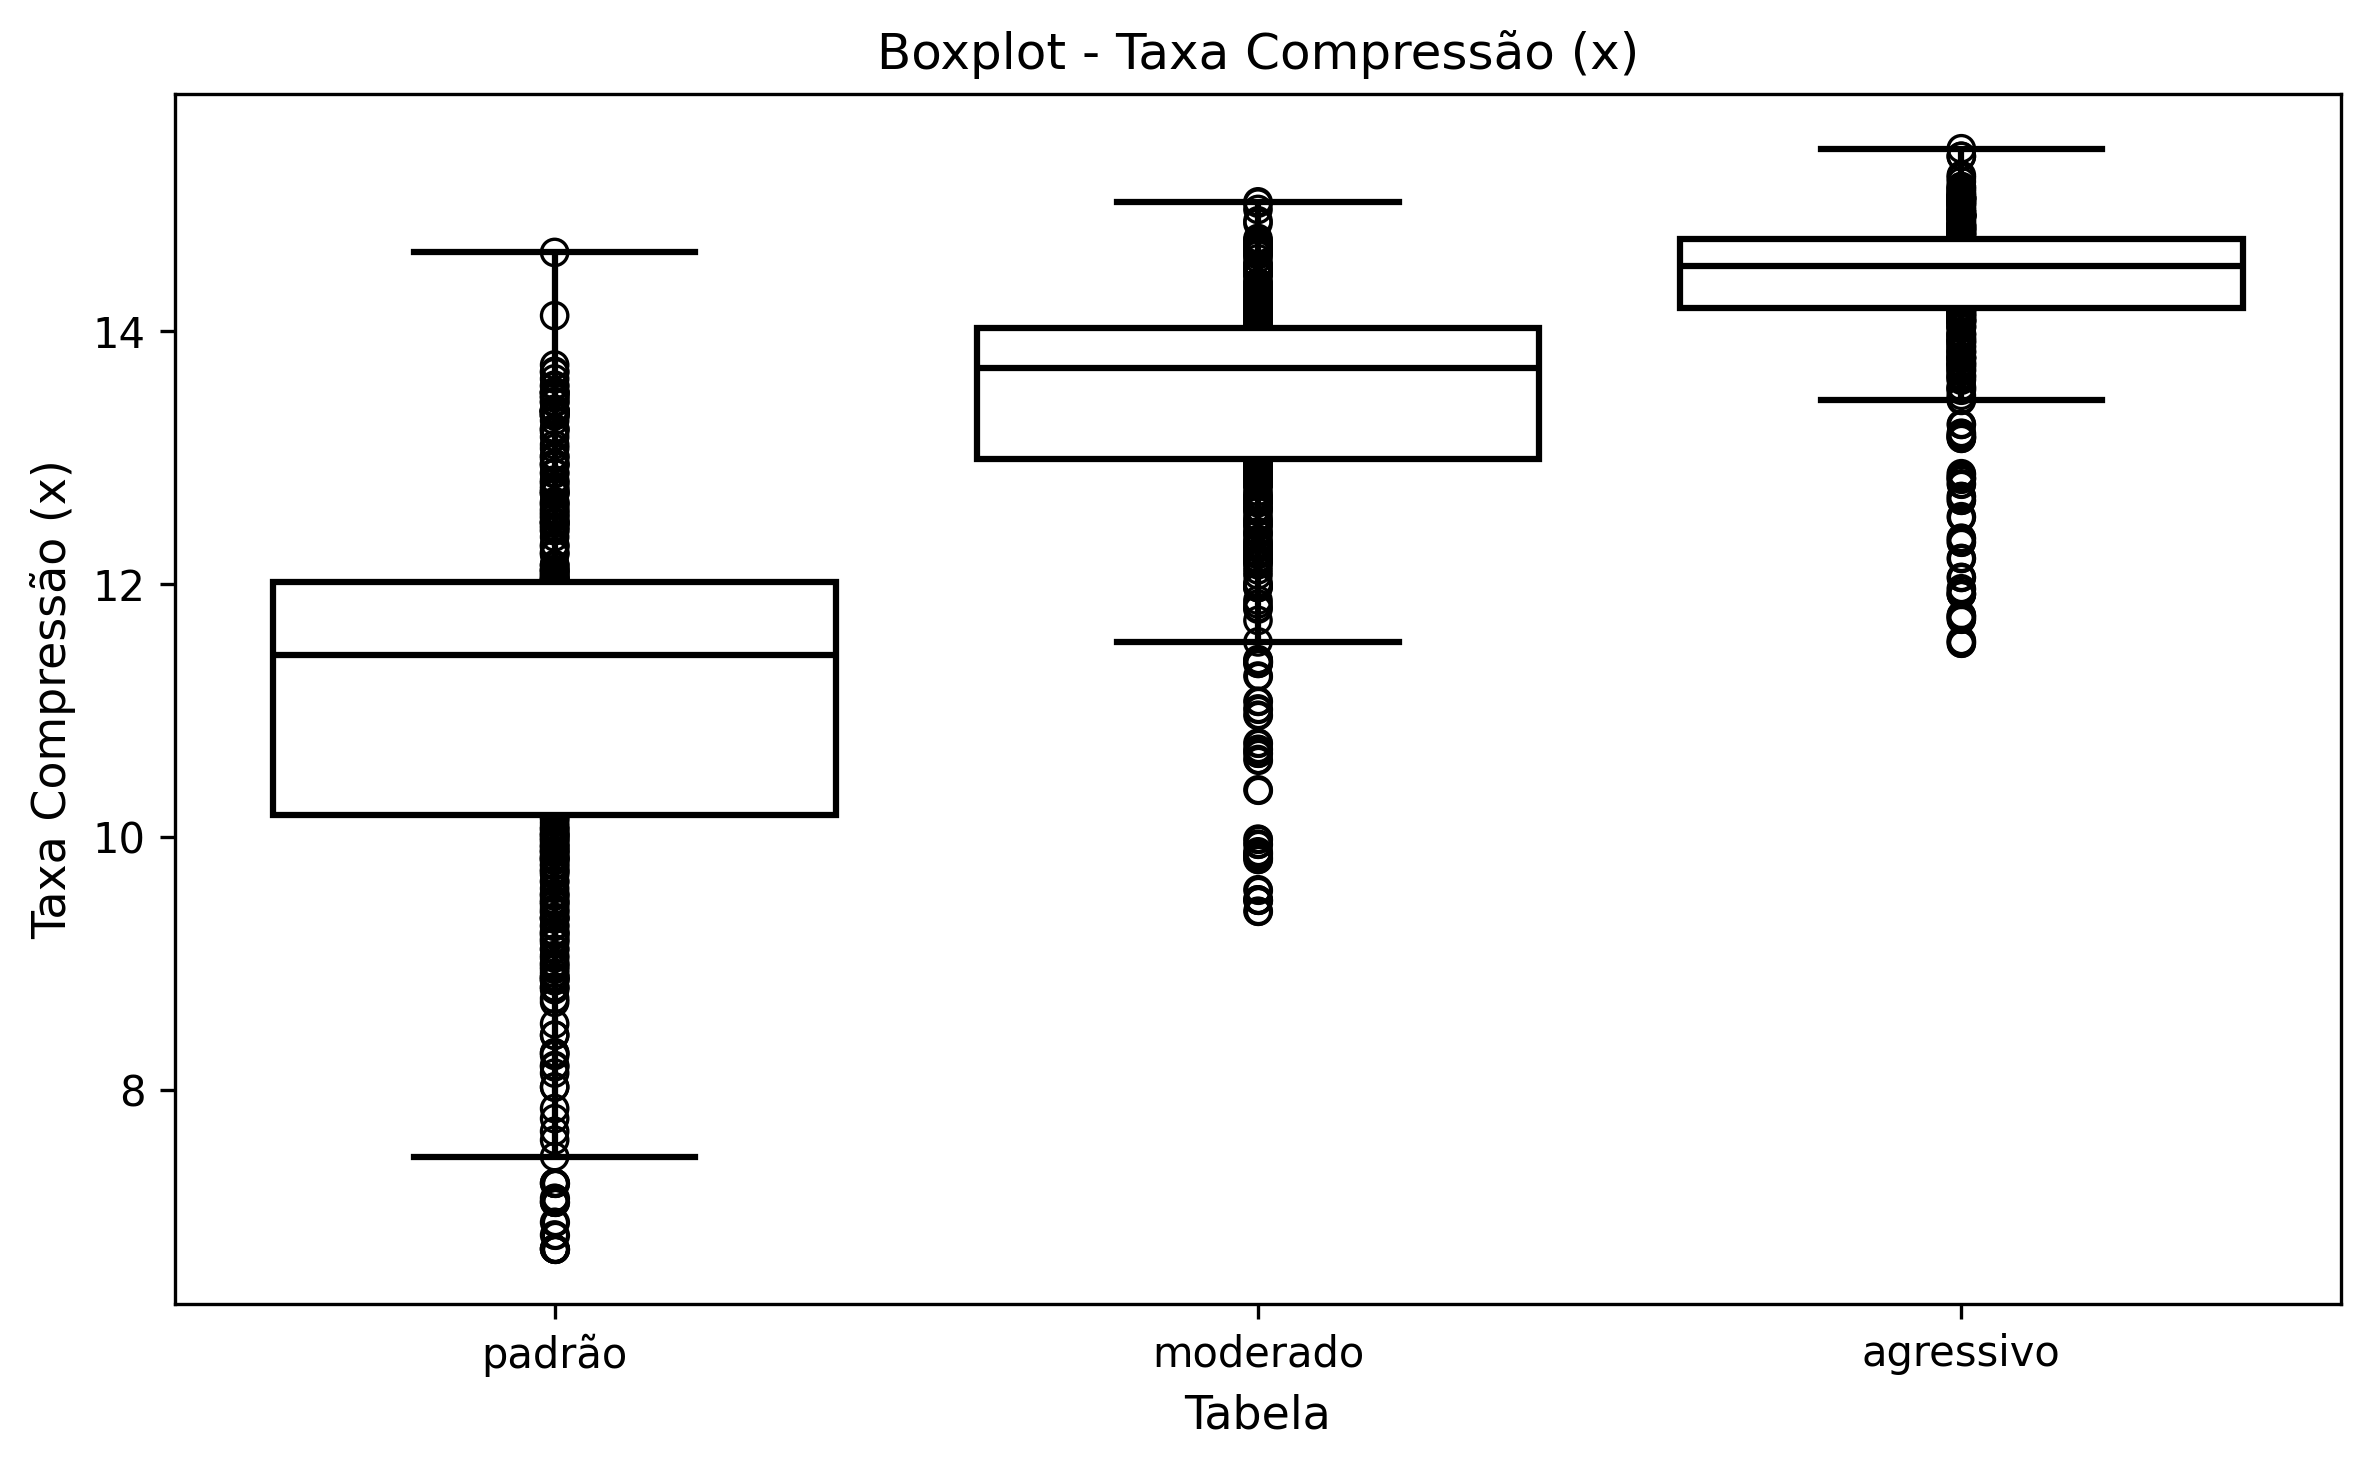 Boxplot - Taxa Compressão (x)
Taxa Compressão (x)
14
12
10
8
padrão moderado agressivo
Tabela